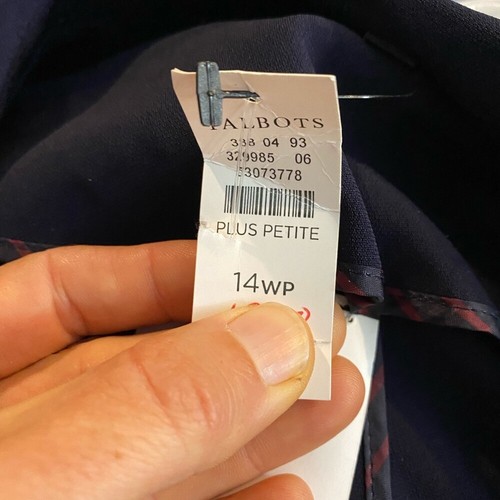 TALBOTS
338 04 93
329985 06
53073778
PLUS PETITE
14WP